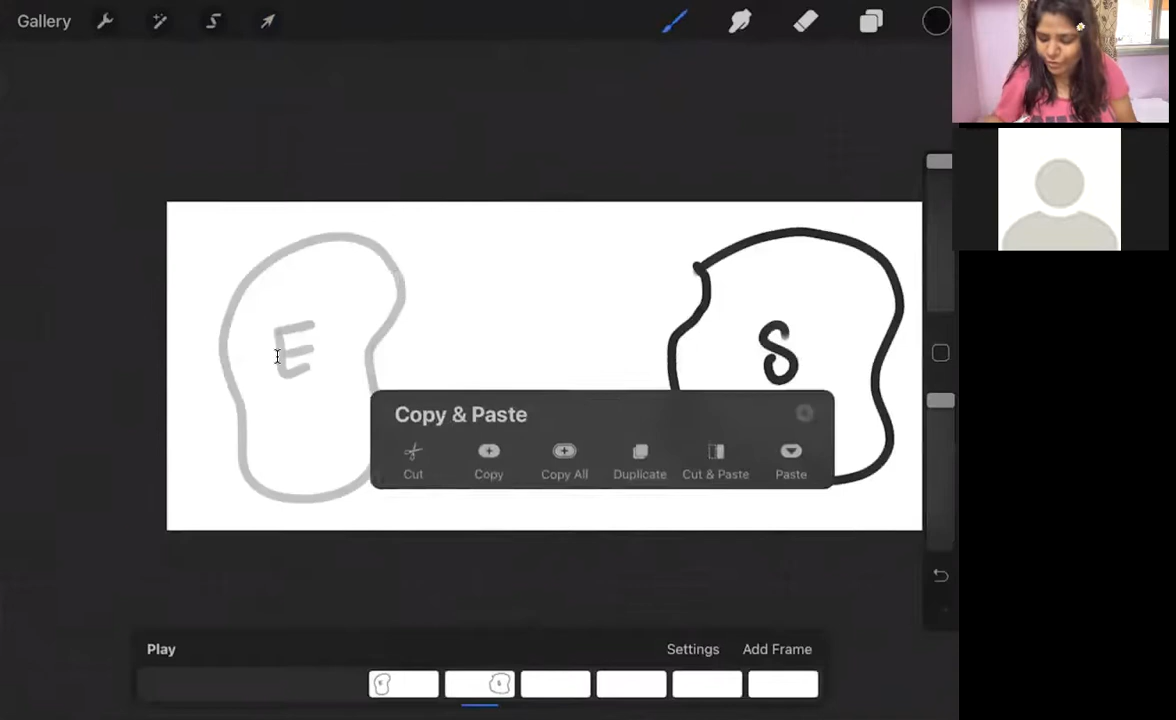 Gallery
E
S
Copy & Paste
Cut
Copy
Copy All
Duplicate
Cut & Paste
Paste
Play
Settings
Add Frame